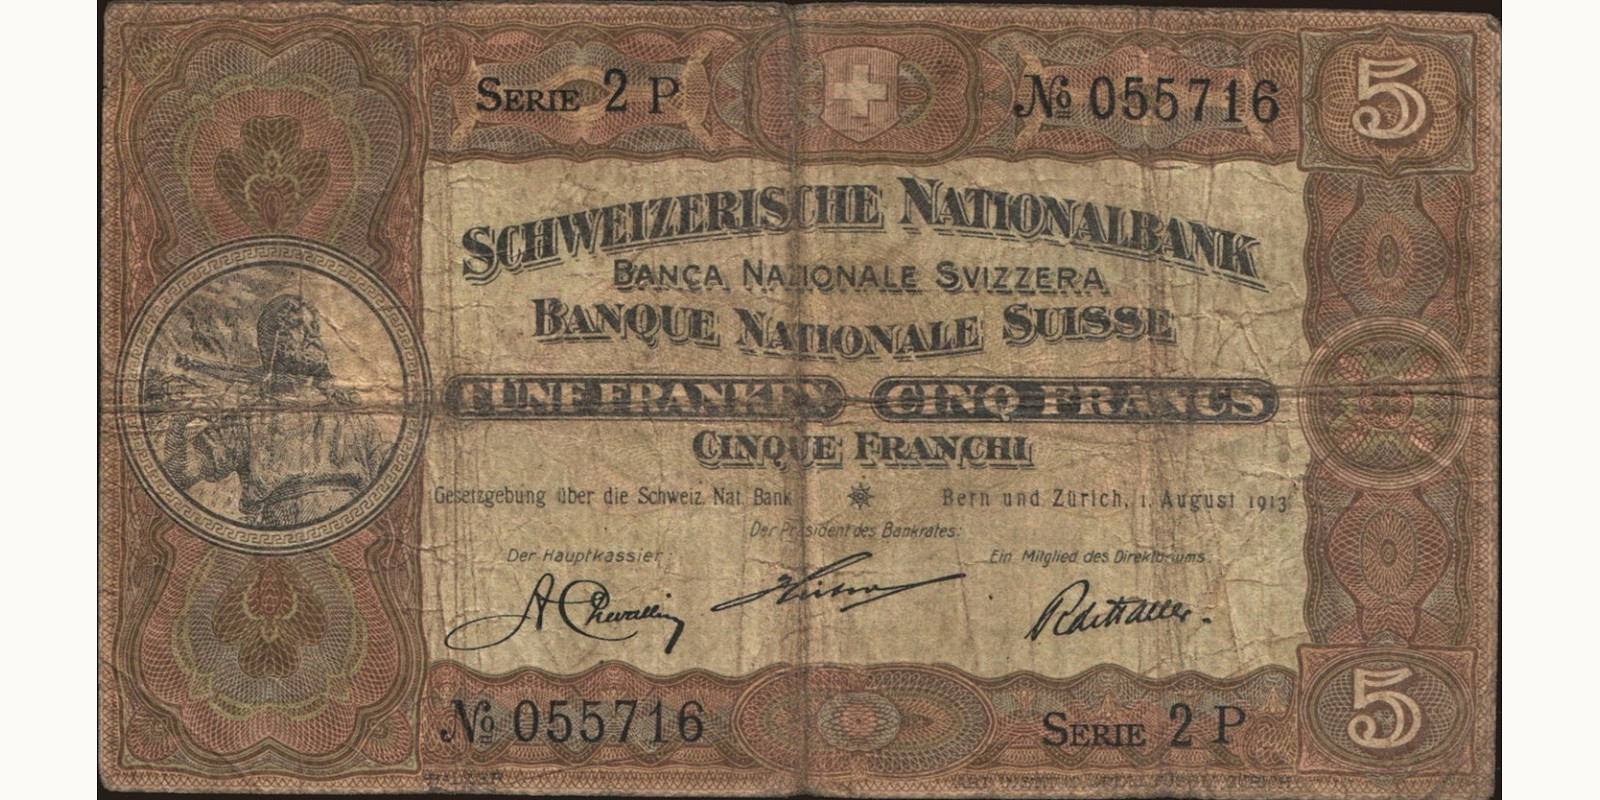 SERIE 2 P № 055716 5
SCHWEIZERISCHE NATIONALBANK
BANCA NAZIONALE SVIZZERA
BANQUE NATIONALE SUISSE
FÜNF FRANKEN CINQ FRANCS
CINQUE FRANCHI
Gesetzgebung über die Schweiz. Nat. Bank Bern und Zürich, 1. August 1913
Der Präsident des Bankrates:
Der Hauptkassier: Ein Mitglied des Direktoriums.
A Chevallier
№ 055716 SERIE 2 P 5